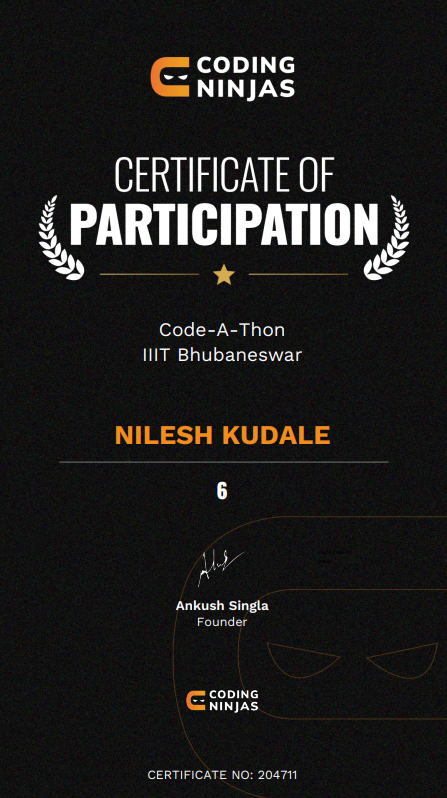 CODING
NINJAS
CERTIFICATE OF
PARTICIPATION
Code-A-Thon
IIIT Bhubaneswar
NILESH KUDALE
6
Ankush Singla
Founder
CODING
NINJAS
CERTIFICATE NO: 204711